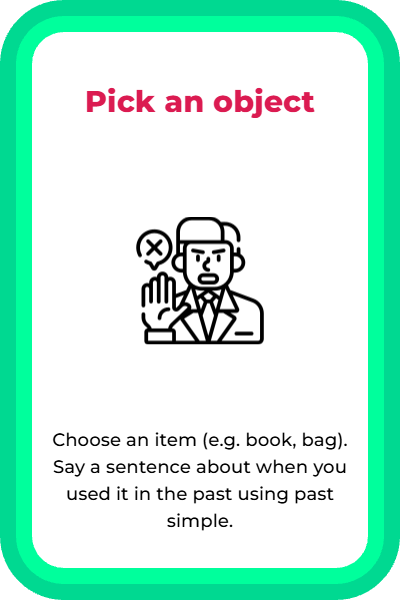 Pick an object
Choose an item (e.g. book, bag).
Say a sentence about when you
used it in the past using past
simple.